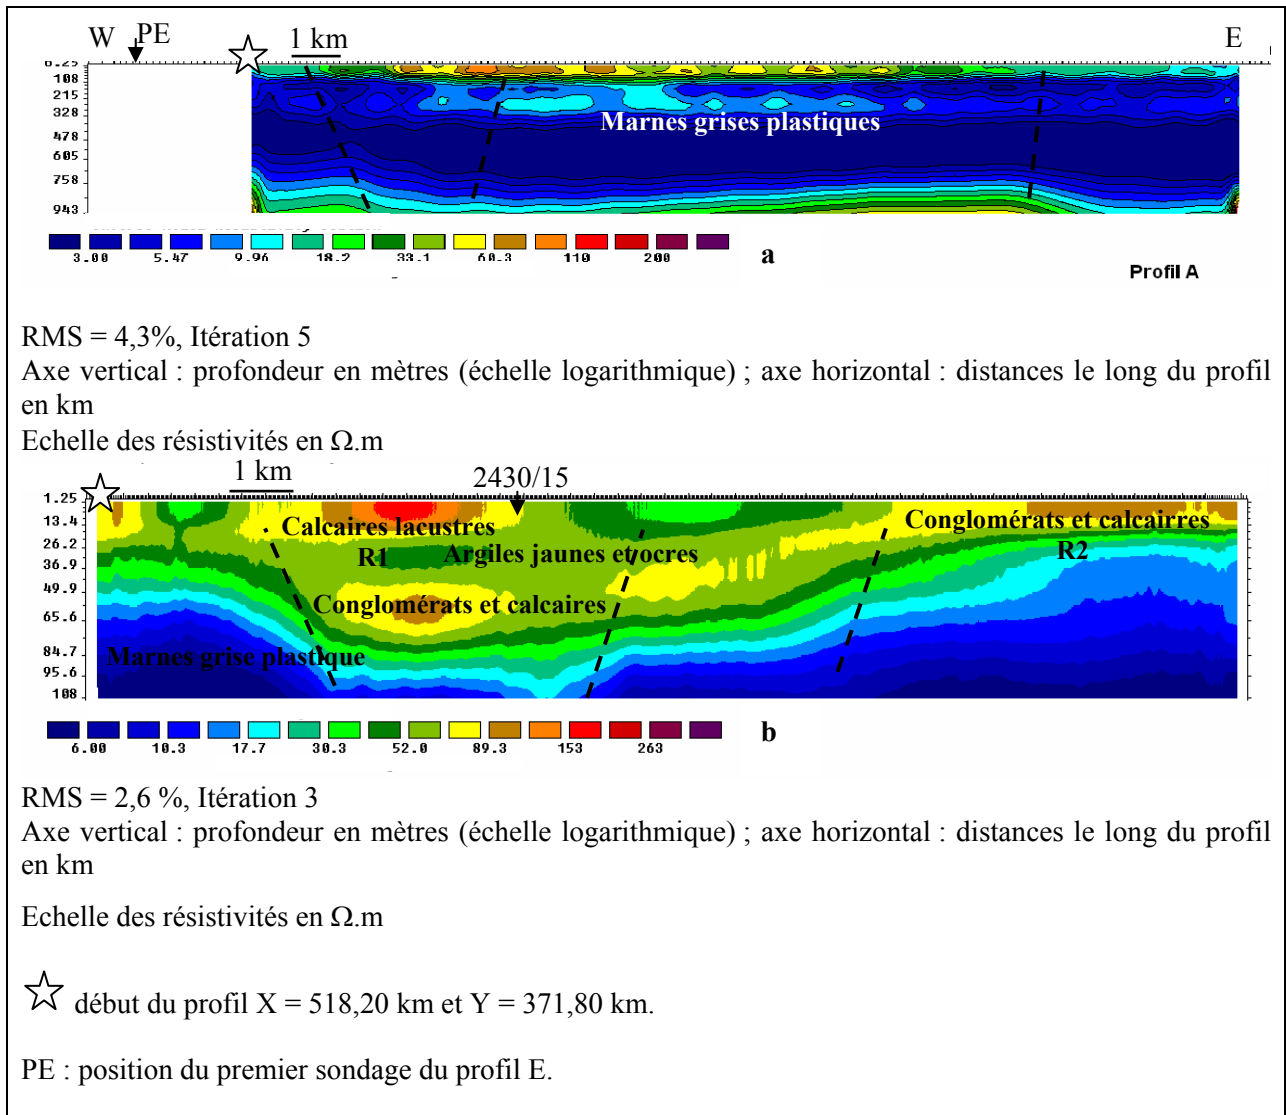 W PE 1 km E
0.25
108
215
328
478
605
758
943
Marnes grises plastiques
3.00 5.47 9.96 18.2 33.1 60.3 110 200
a
Profil A
RMS = 4,3%, Itération 5
Axe vertical : profondeur en mètres (échelle logarithmique) ; axe horizontal : distances le long du profil
en km
Echelle des résistivités en Ω.m
1 km 2430/15
1.25
13.4
26.2
36.9
49.9
65.6
84.7
95.6
108
Calcaires lacustres
R1
Argiles jaunes et ocres
Conglomérats et calcairres
R2
Conglomérats et calcaires
Marnes grise plastique
6.00 10.3 17.7 30.3 52.0 89.3 153 263
b
RMS = 2,6 %, Itération 3
Axe vertical : profondeur en mètres (échelle logarithmique) ; axe horizontal : distances le long du profil
en km
Echelle des résistivités en Ω.m
début du profil X = 518,20 km et Y = 371,80 km.
PE : position du premier sondage du profil E.